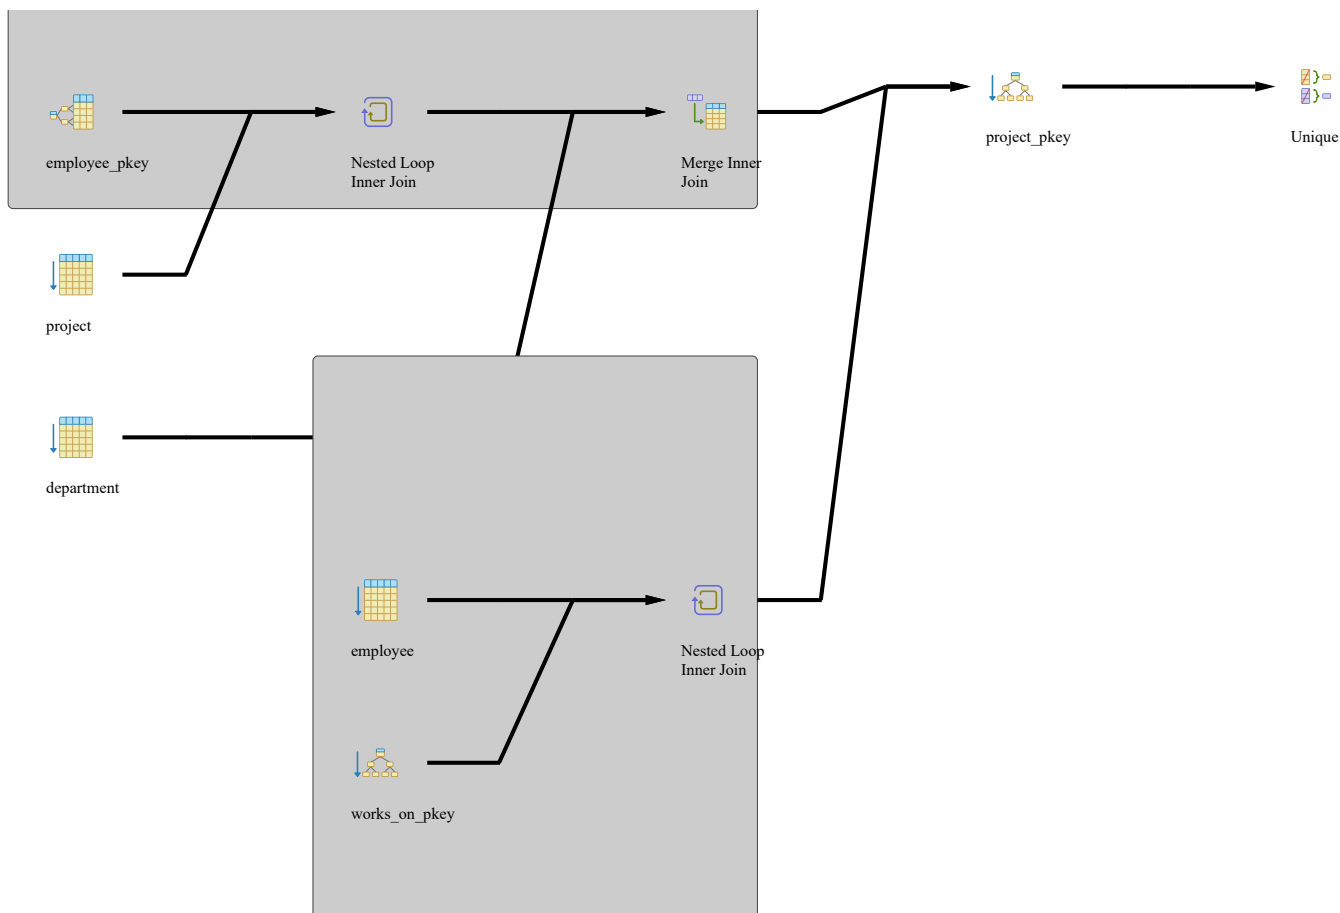 employee_pkey
Nested Loop
Inner Join
Merge Inner
Join
project_pkey
Unique
project
department
employee
Nested Loop
Inner Join
works_on_pkey